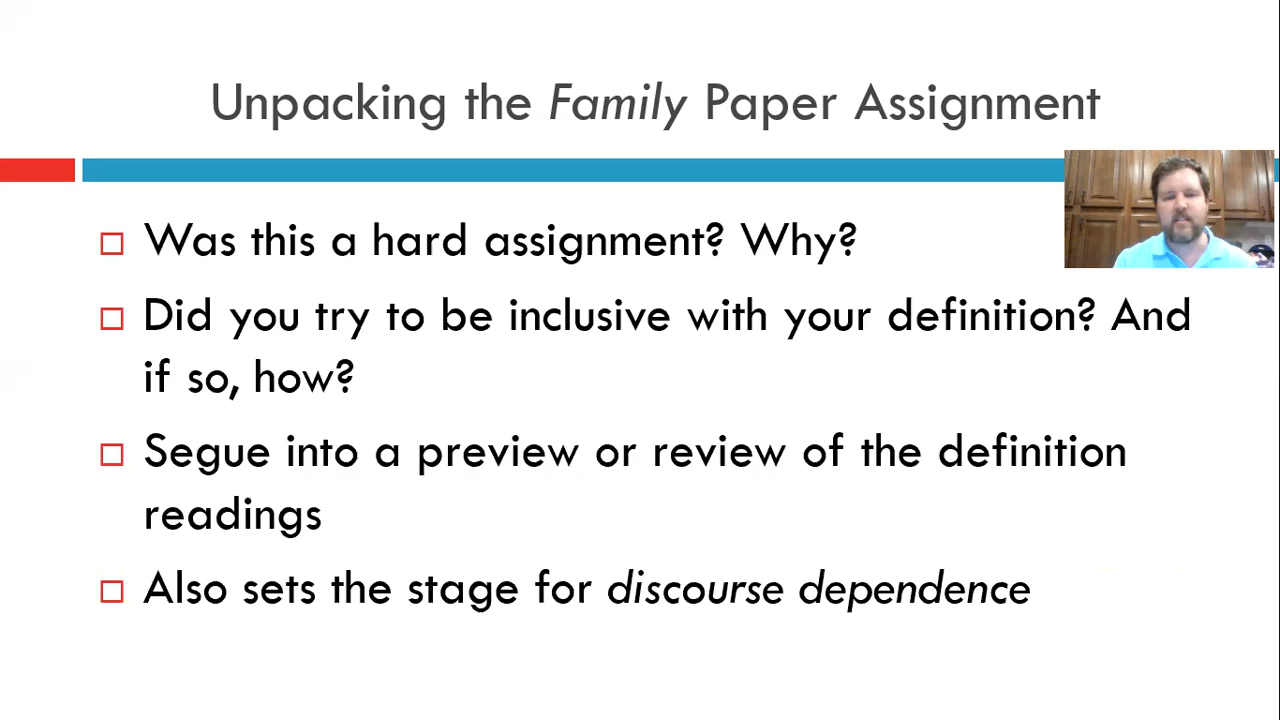 Unpacking the Family Paper Assignment
Was this a hard assignment? Why?
Did you try to be inclusive with your definition? And
if so, how?
Segue into a preview or review of the definition
readings
Also sets the stage for discourse dependence